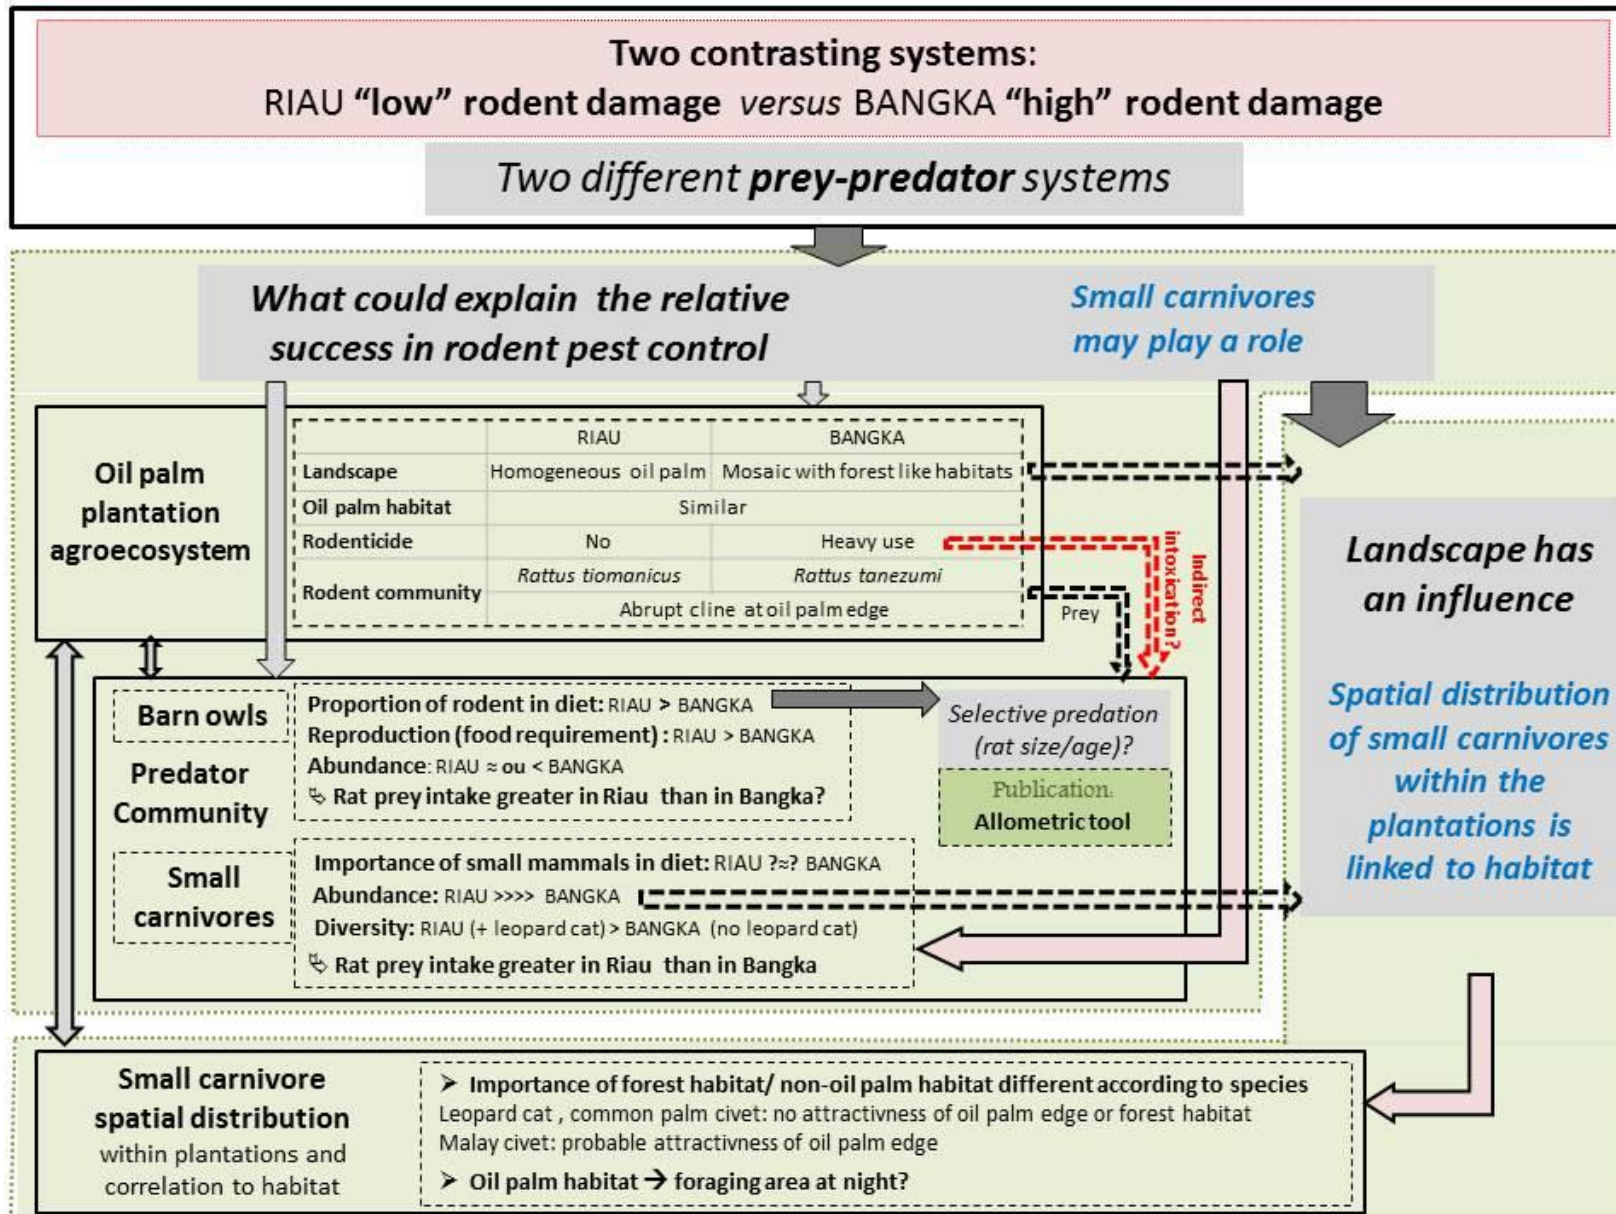 Two contrasting systems:
RIAU “low” rodent damage versus BANGKA “high” rodent damage
Two different prey-predator systems
What could explain the relative
success in rodent pest control
Small carnivores
may play a role
Oil palm
plantation
agroecosystem
RIAU BANGKA
Landscape Homogeneous oil palm Mosaic with forest like habitats
Oil palm habitat Similar
Rodenticide No Heavy use
Rodent community Rattus tiomanicus Rattus tanezumi
Abrupt cline at oil palm edge
Prey
Indirect
intoxication?
Landscape has
an influence
Spatial distribution
of small carnivores
within the
plantations is
linked to habitat
Barn owls
Predator
Community
Small
carnivores
Proportion of rodent in diet: RIAU > BANGKA
Reproduction (food requirement) : RIAU > BANGKA
Abundance: RIAU ≈ ou < BANGKA
↳ Rat prey intake greater in Riau than in Bangka?
Selective predation
(rat size/age)?
Publication:
Allometric tool
Importance of small mammals in diet: RIAU ?≈? BANGKA
Abundance: RIAU >>>> BANGKA
Diversity: RIAU (+ leopard cat) > BANGKA (no leopard cat)
↳ Rat prey intake greater in Riau than in Bangka
Small carnivore
spatial distribution
within plantations and
correlation to habitat
➢ Importance of forest habitat/ non-oil palm habitat different according to species
Leopard cat , common palm civet: no attractivness of oil palm edge or forest habitat
Malay civet: probable attractivness of oil palm edge
➢ Oil palm habitat → foraging area at night?